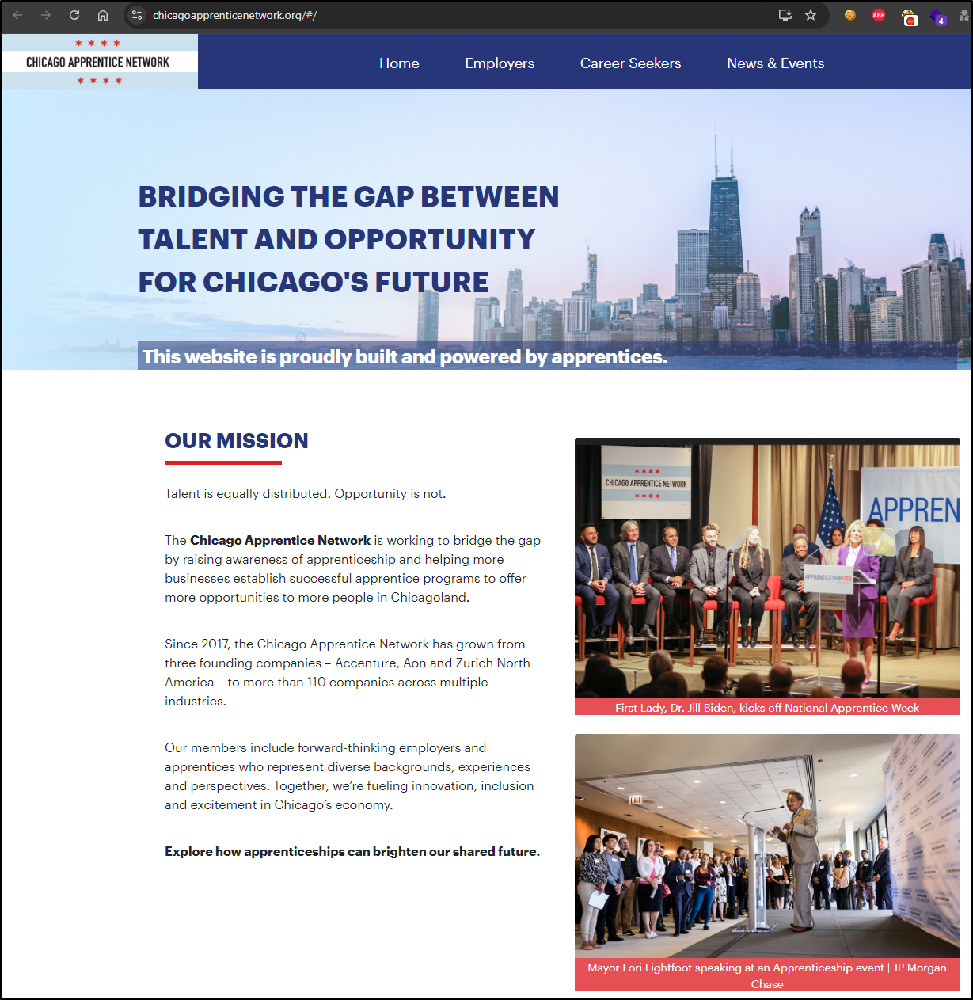 chicagoapprenticenetwork.org/#/
ABP
4
CHICAGO APPRENTICE NETWORK
Home
Employers
Career Seekers
News & Events
BRIDGING THE GAP BETWEEN
TALENT AND OPPORTUNITY
FOR CHICAGO'S FUTURE
This website is proudly built and powered by apprentices.
OUR MISSION
Talent is equally distributed. Opportunity is not.
The Chicago Apprentice Network is working to bridge the gap
by raising awareness of apprenticeship and helping more
businesses establish successful apprentice programs to offer
more opportunities to more people in Chicagoland.
Since 2017, the Chicago Apprentice Network has grown from
three founding companies – Accenture, Aon and Zurich North
America – to more than 110 companies across multiple
industries.
Our members include forward-thinking employers and
apprentices who represent diverse backgrounds, experiences
and perspectives. Together, we’re fueling innovation, inclusion
and excitement in Chicago’s economy.
Explore how apprenticeships can brighten our shared future.
CHICAGO APPRENTICE NETWORK
APPREN
APPRENTICESHIPUSA
First Lady, Dr. Jill Biden, kicks off National Apprentice Week
EXIT
Mayor Lori Lightfoot speaking at an Apprenticeship event | JP Morgan
Chase